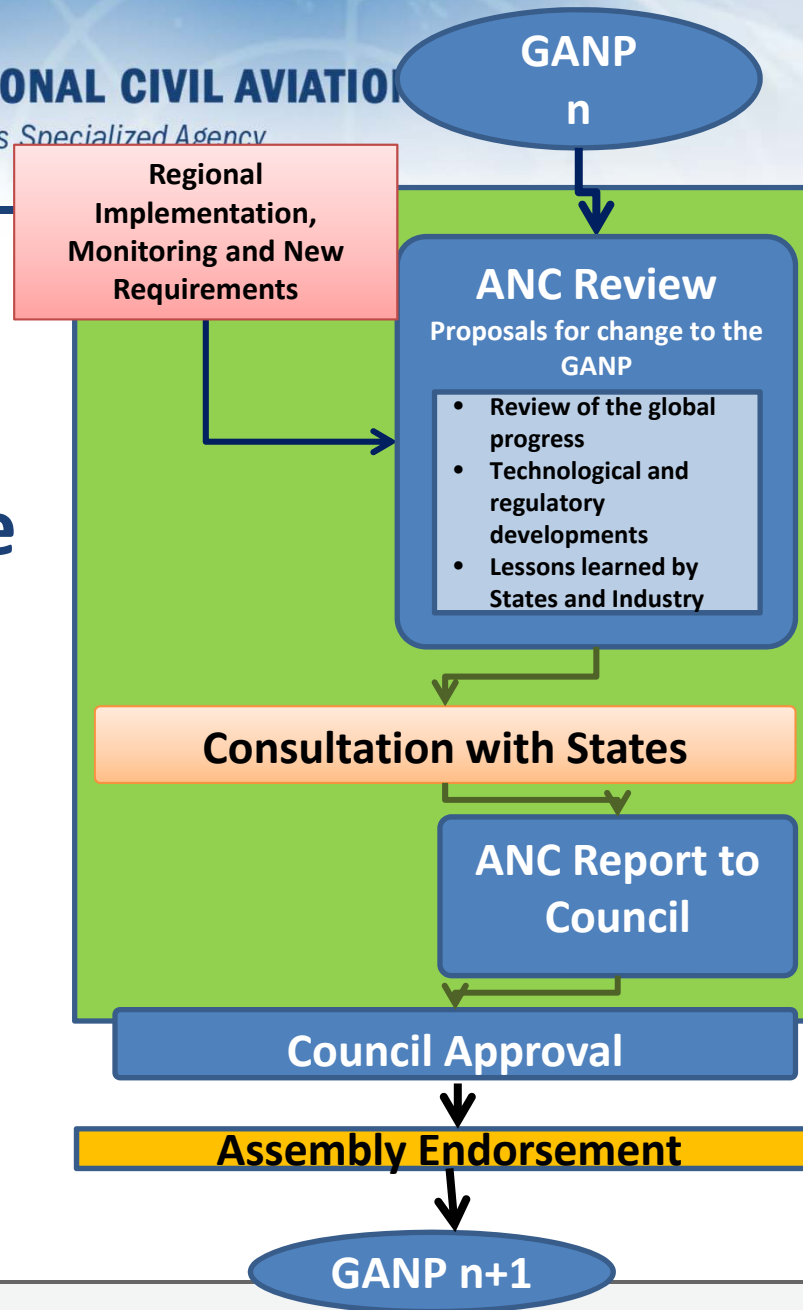 ONAL CIVIL AVIATIO
s Specialized Agency
GANP
n
Regional
Implementation,
Monitoring and New
Requirements
ANC Review
Proposals for change to the
GANP
• Review of the global
progress
• Technological and
regulatory
developments
• Lessons learned by
States and Industry
e
Consultation with States
ANC Report to
Council
Council Approval
Assembly Endorsement
GANP n+1